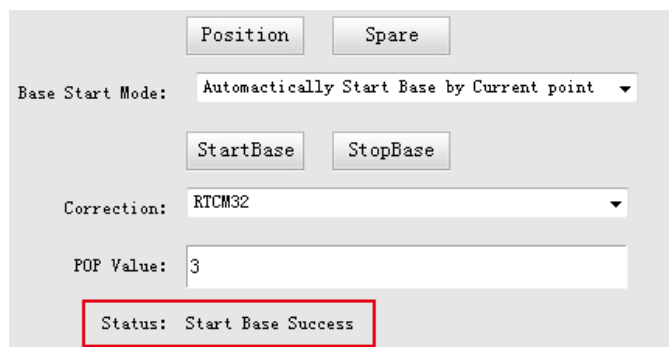 Position Spare
Base Start Mode: Automactically Start Base by Current point
StartBase StopBase
Correction: RTCM32
POP Value: 3
Status: Start Base Success